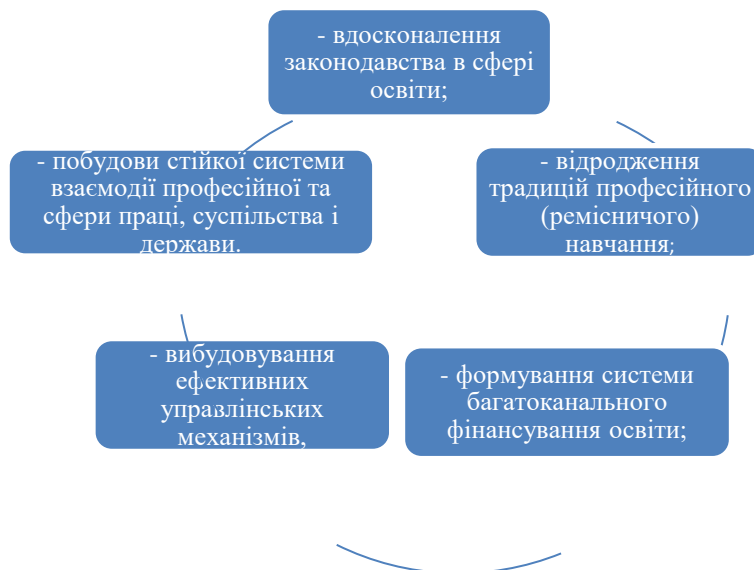 - вдосконалення
законодавства в сфері
освіти;
- відродження
традицій професійного
(ремісничого)
навчання;
- формування системи
багатоканального
фінансування освіти;
- вибудовування
ефективних
управлінських
механізмів,
- побудови стійкої системи
взаємодії професійної та
сфери праці, суспільства і
держави.